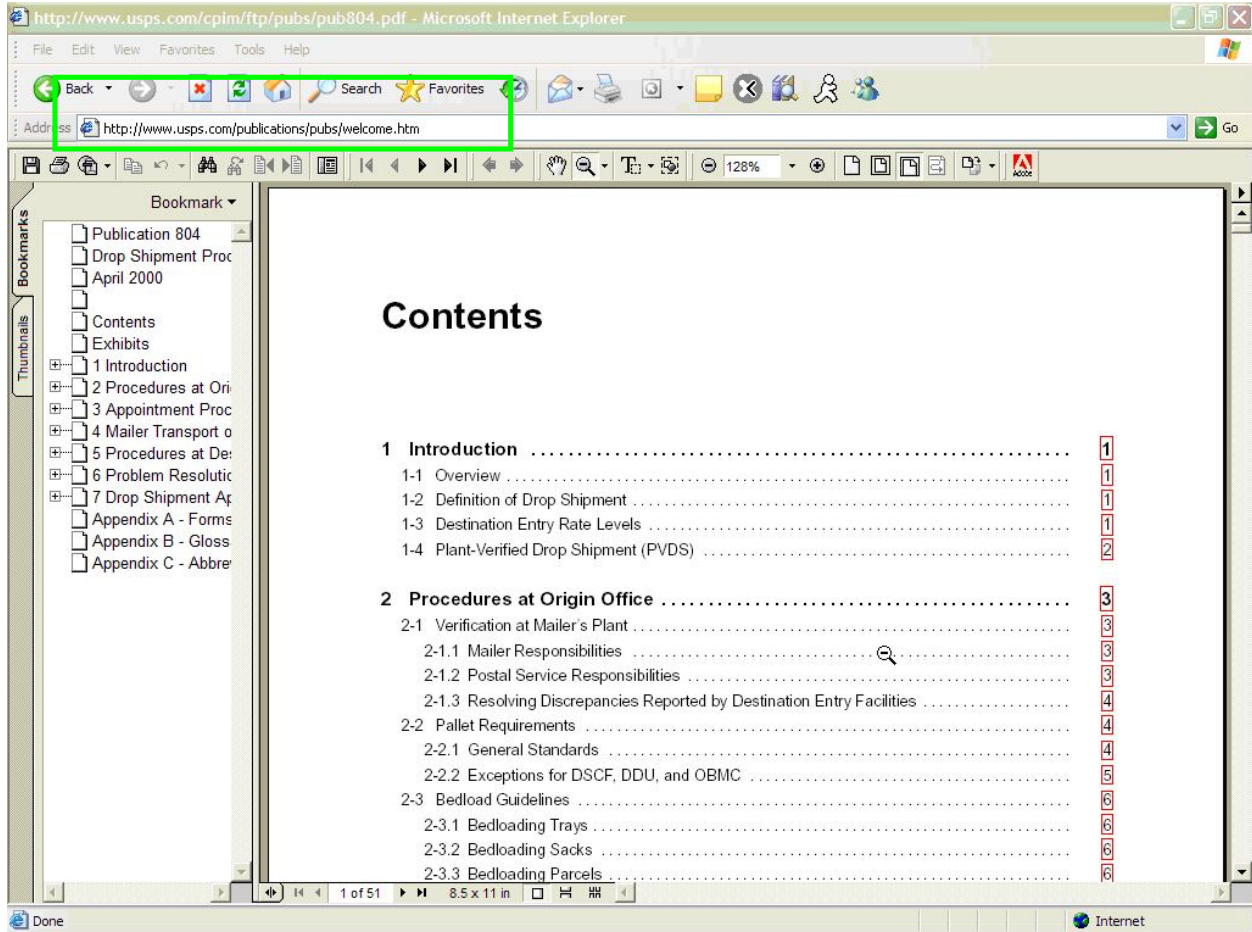 http://www.usps.com/cpim/ftp/pubs/pub804.pdf - Microsoft Internet Explorer
File Edit View Favorites Tools Help
Back Search Favorites
Address http://www.usps.com/publications/pubs/welcome.htm Go
128% Adobe
Bookmarks
Thumbnails
Bookmark
Publication 804
Drop Shipment Proc
April 2000
Contents
Exhibits
1 Introduction
2 Procedures at Ori
3 Appointment Proc
4 Mailer Transport o
5 Procedures at Des
6 Problem Resolutic
7 Drop Shipment Ap
Appendix A - Forms
Appendix B - Gloss
Appendix C - Abbre
Contents
1 Introduction ........ 1
1-1 Overview ........ 1
1-2 Definition of Drop Shipment ........ 1
1-3 Destination Entry Rate Levels ........ 1
1-4 Plant-Verified Drop Shipment (PVDS) ........ 2
2 Procedures at Origin Office ........ 3
2-1 Verification at Mailer's Plant ........ 3
2-1.1 Mailer Responsibilities ........ 3
2-1.2 Postal Service Responsibilities ........ 3
2-1.3 Resolving Discrepancies Reported by Destination Entry Facilities ........ 4
2-2 Pallet Requirements ........ 4
2-2.1 General Standards ........ 4
2-2.2 Exceptions for DSCF, DDU, and OBMC ........ 5
2-3 Bedload Guidelines ........ 6
2-3.1 Bedloading Trays ........ 6
2-3.2 Bedloading Sacks ........ 6
2-3.3 Bedloading Parcels ........ 6
1 of 51 8.5 x 11 in
Done Internet